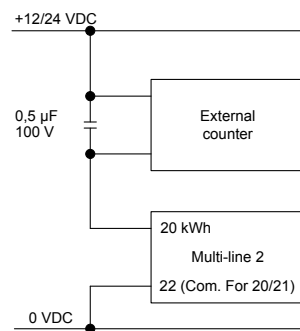 +12/24 VDC
0,5 µF
100 V
External
counter
20 kWh
Multi-line 2
22 (Com. For 20/21)
0 VDC